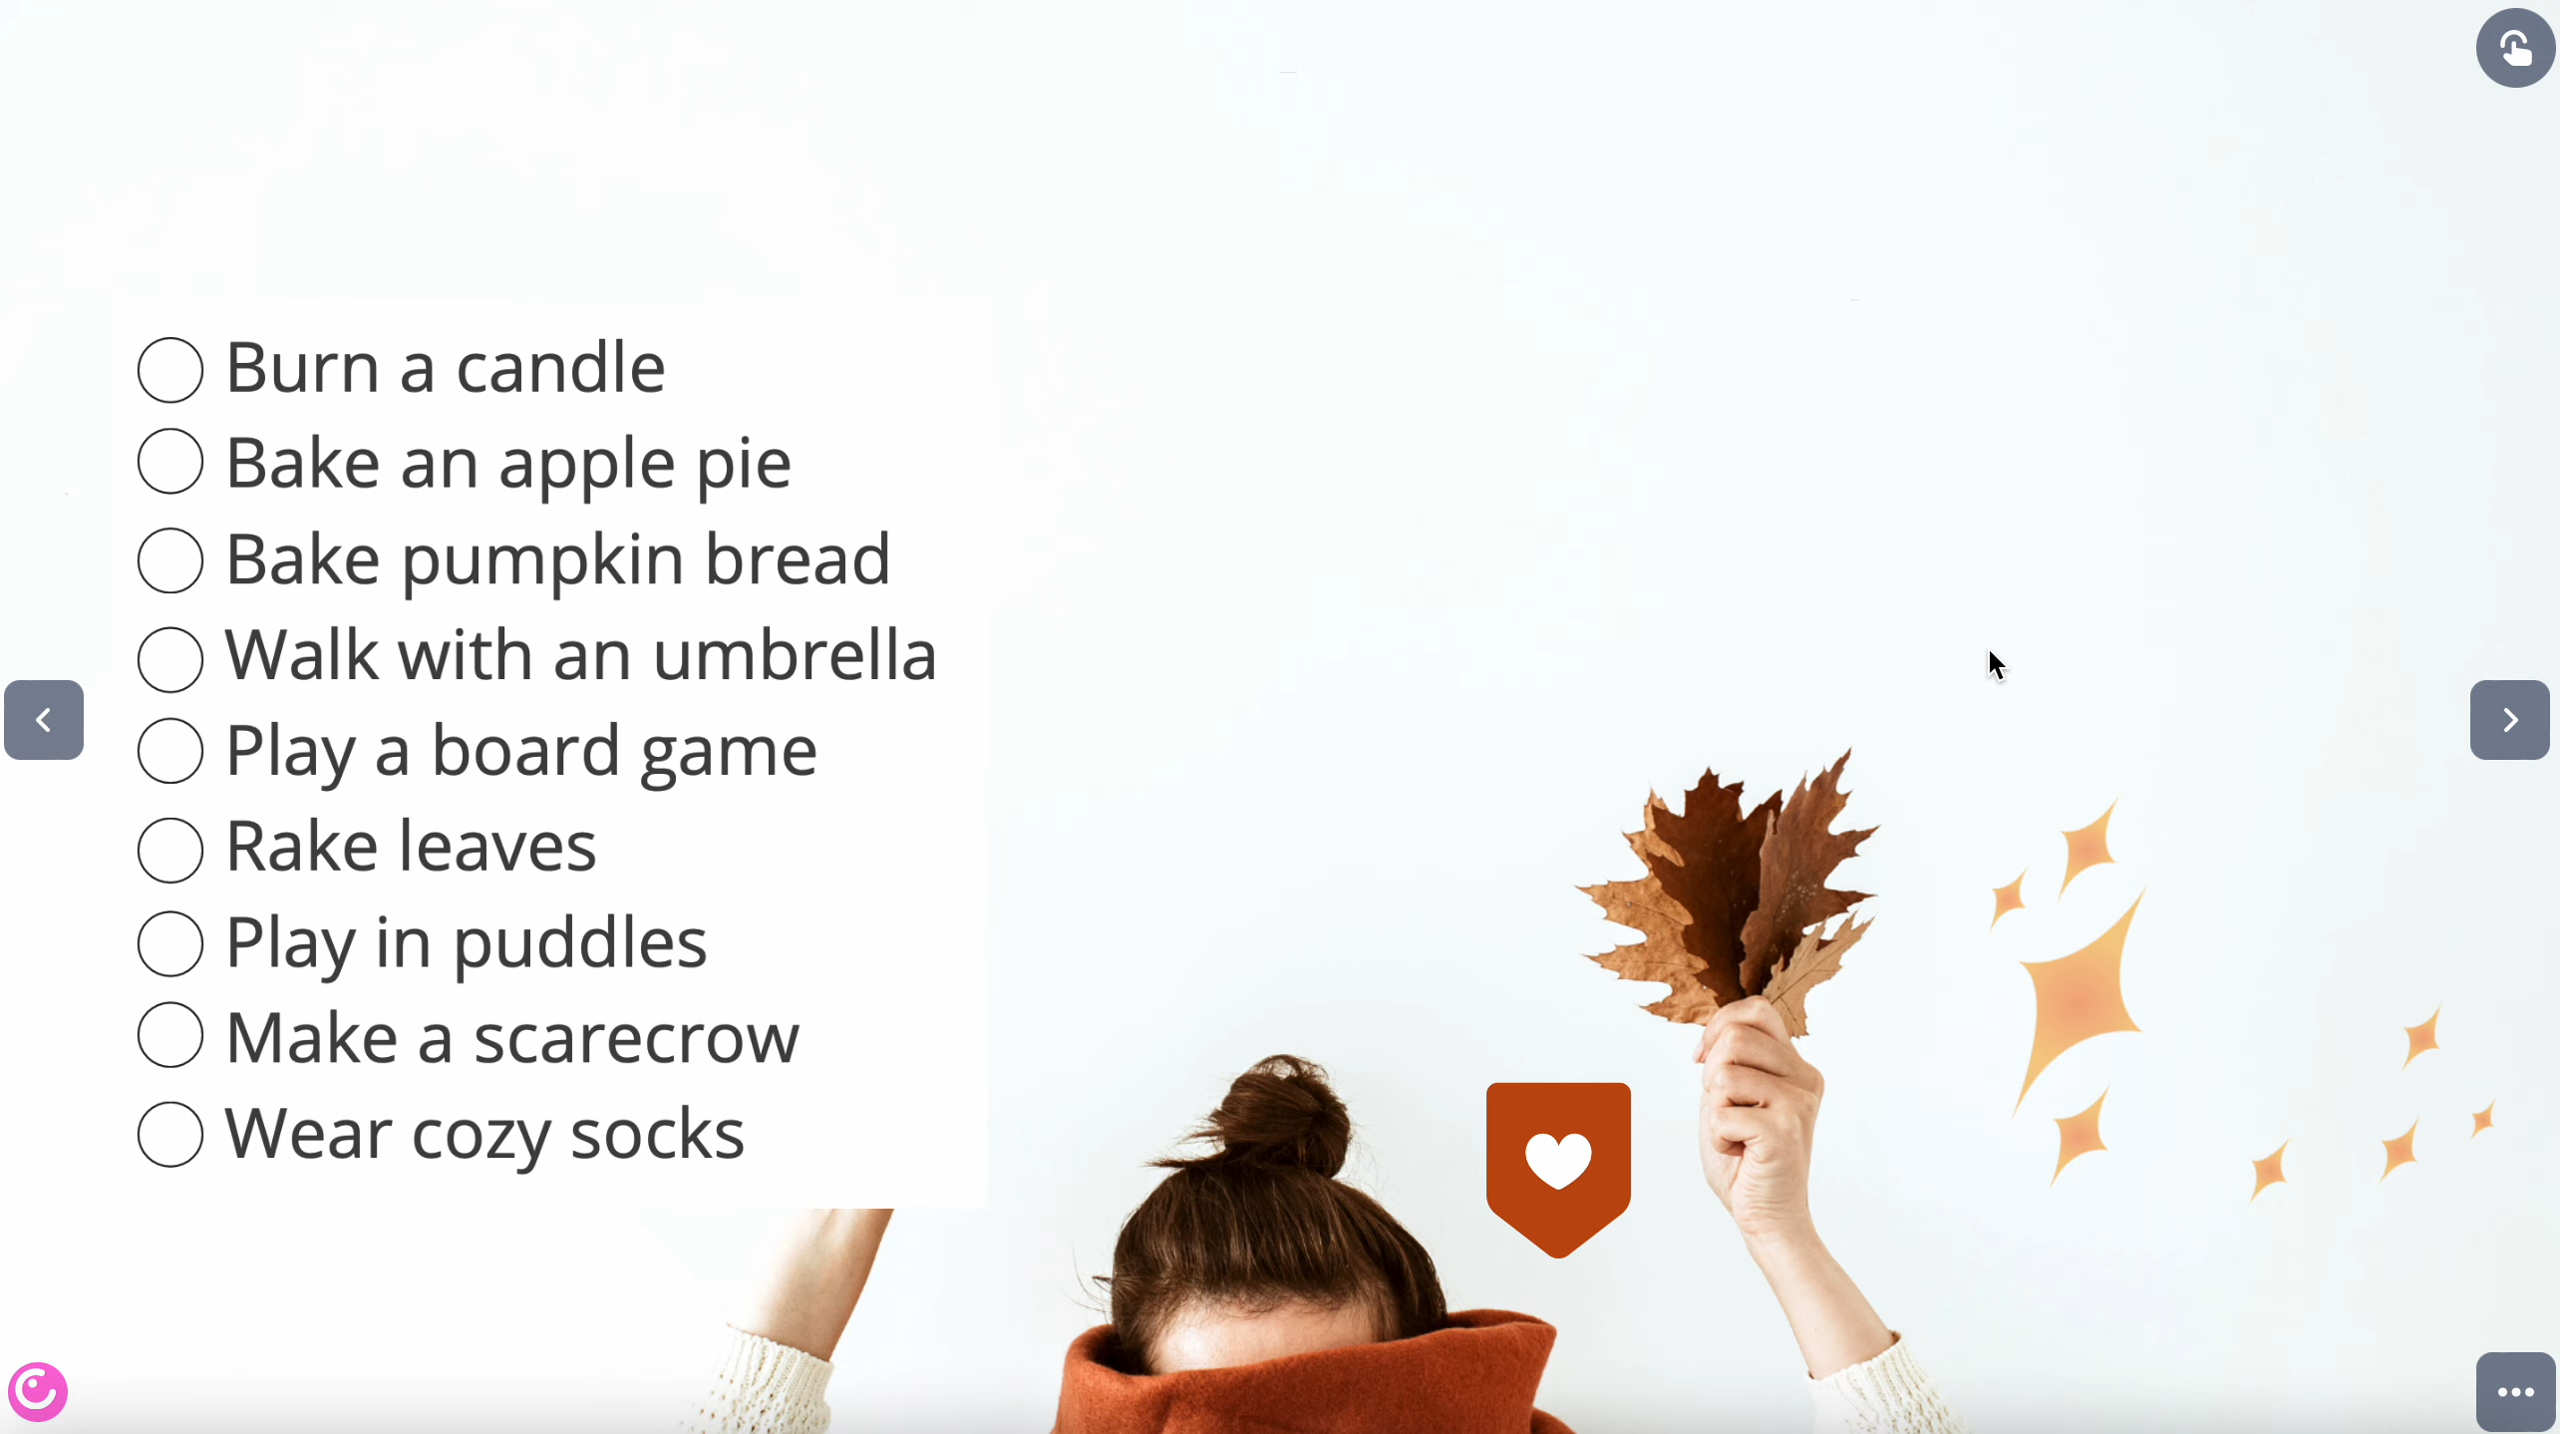 Burn a candle
Bake an apple pie
Bake pumpkin bread
Walk with an umbrella
Play a board game
Rake leaves
Play in puddles
Make a scarecrow
Wear cozy socks